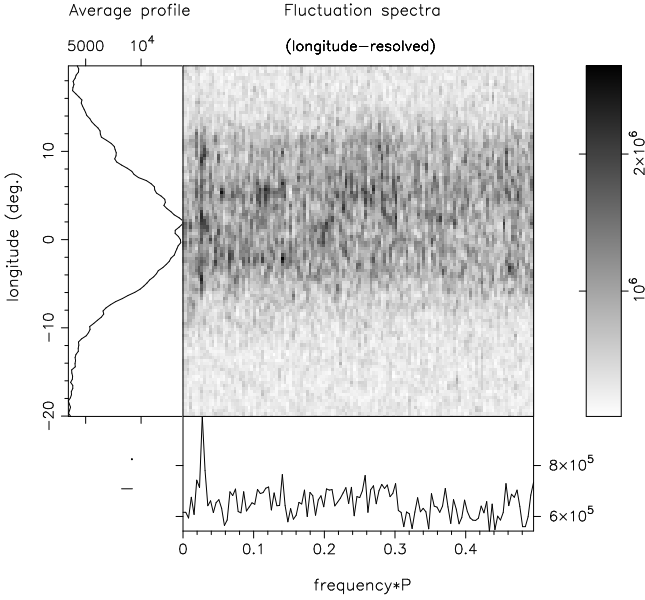 Average profile
Fluctuation spectra
(longitude−resolved)
5000 10⁴
longitude (deg.)
10
0
−10
−20
2×10⁶
10⁶
8×10⁵
6×10⁵
0 0.1 0.2 0.3 0.4
frequency*P